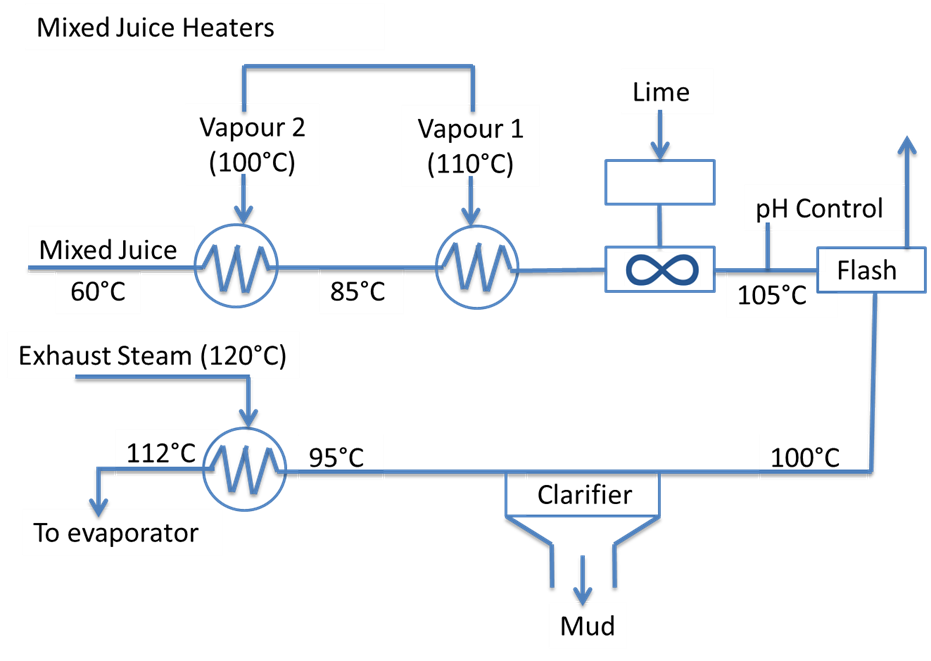 Mixed Juice Heaters
Lime
Vapour 2
(100°C)
Vapour 1
(110°C)
pH Control
Mixed Juice
60°C
85°C
105°C
Flash
Exhaust Steam (120°C)
112°C
95°C
100°C
Clarifier
To evaporator
Mud